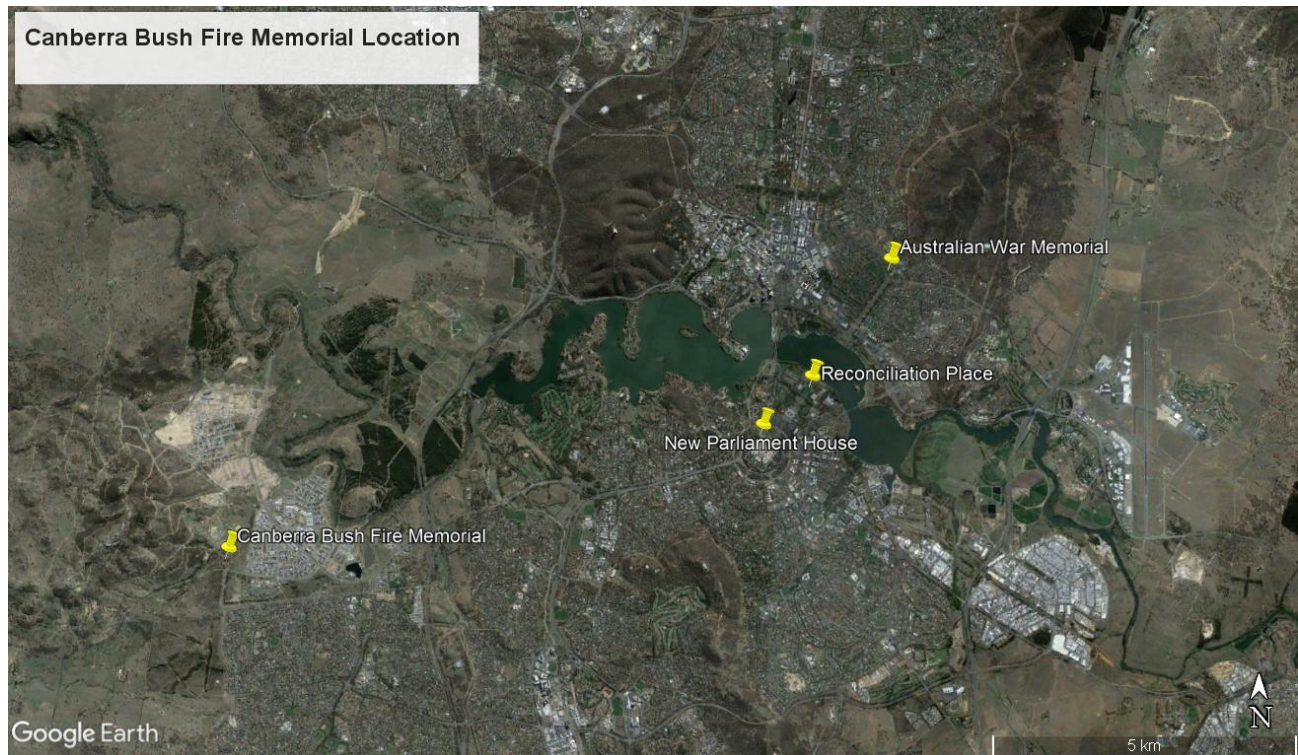 Canberra Bush Fire Memorial Location
Australian War Memorial
Reconciliation Place
New Parliament House
Canberra Bush Fire Memorial
Google Earth
N
5 km